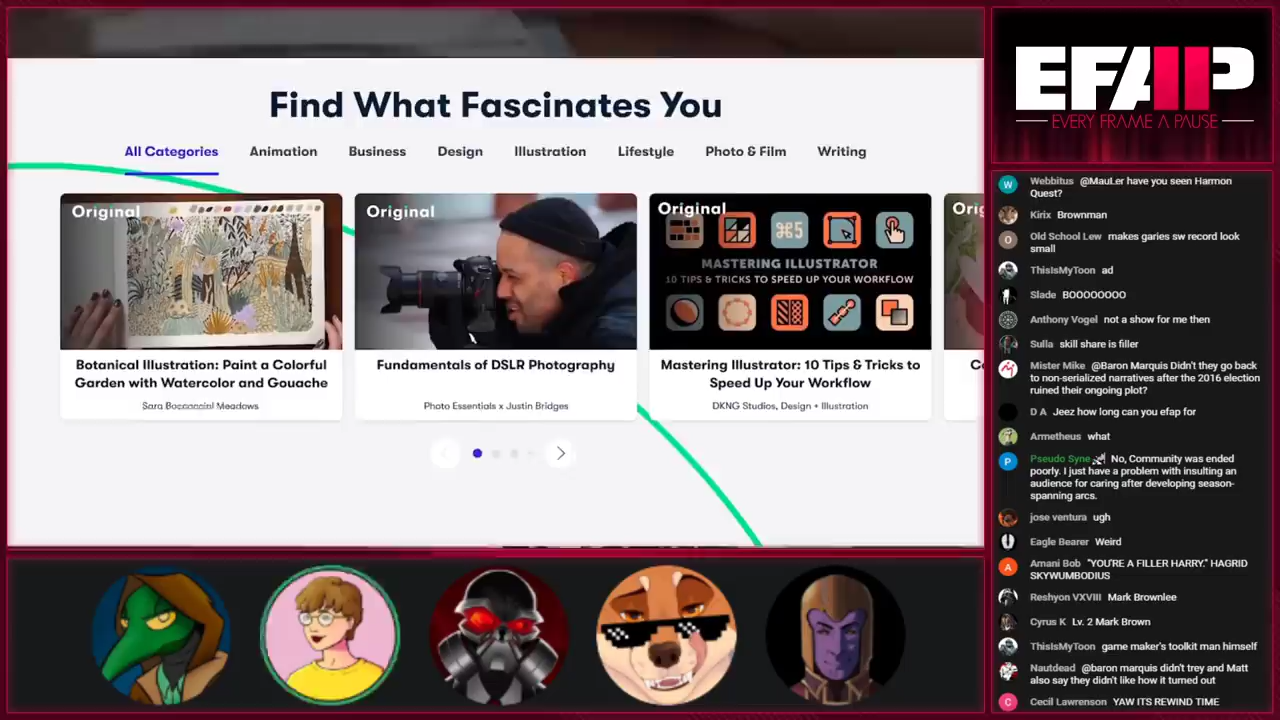 Find What Fascinates You
All Categories Animation Business Design Illustration Lifestyle Photo & Film Writing
Original
Botanical Illustration: Paint a Colorful
Garden with Watercolor and Gouache
Meadows
Original
Fundamentals of DSLR Photography
Photo Essentials x Justin Bridges
Original
⌘5
MASTERING ILLUSTRATOR
10 TIPS & TRICKS TO SPEED UP YOUR WORKFLOW
Mastering Illustrator: 10 Tips & Tricks to
Speed Up Your Workflow
DKNG Studios, Design + Illustration
Ori
EFAP
EVERY FRAME A PAUSE
W Webbitus @MauLer have you seen Harmon
Quest?
Kirix Brownman
O Old School Lew makes garies sw record look
small
ThisIsMyToon ad
Slade BOOOOOOOO
Anthony Vogel not a show for me then
Sulla skill share is filler
Mister Mike @Baron Marquis Didn't they go back
to non-serialized narratives after the 2016 election
ruined their ongoing plot?
D A Jeez how long can you efap for
Armetheus what
P Pseudo Syne No, Community was ended
poorly. I just have a problem with insulting an
audience for caring after developing season-
spanning arcs.
jose ventura ugh
Eagle Bearer Weird
A Amani Bob "YOU'RE A FILLER HARRY." HAGRID
SKYWUMBODIUS
Reshyon VXVIII Mark Brownlee
Cyrus K Lv. 2 Mark Brown
ThisIsMyToon game maker's toolkit man himself
Nautdead @baron marquis didn't trey and Matt
also say they didn't like how it turned out
C Cecil Lawrenson YAW ITS REWIND TIME